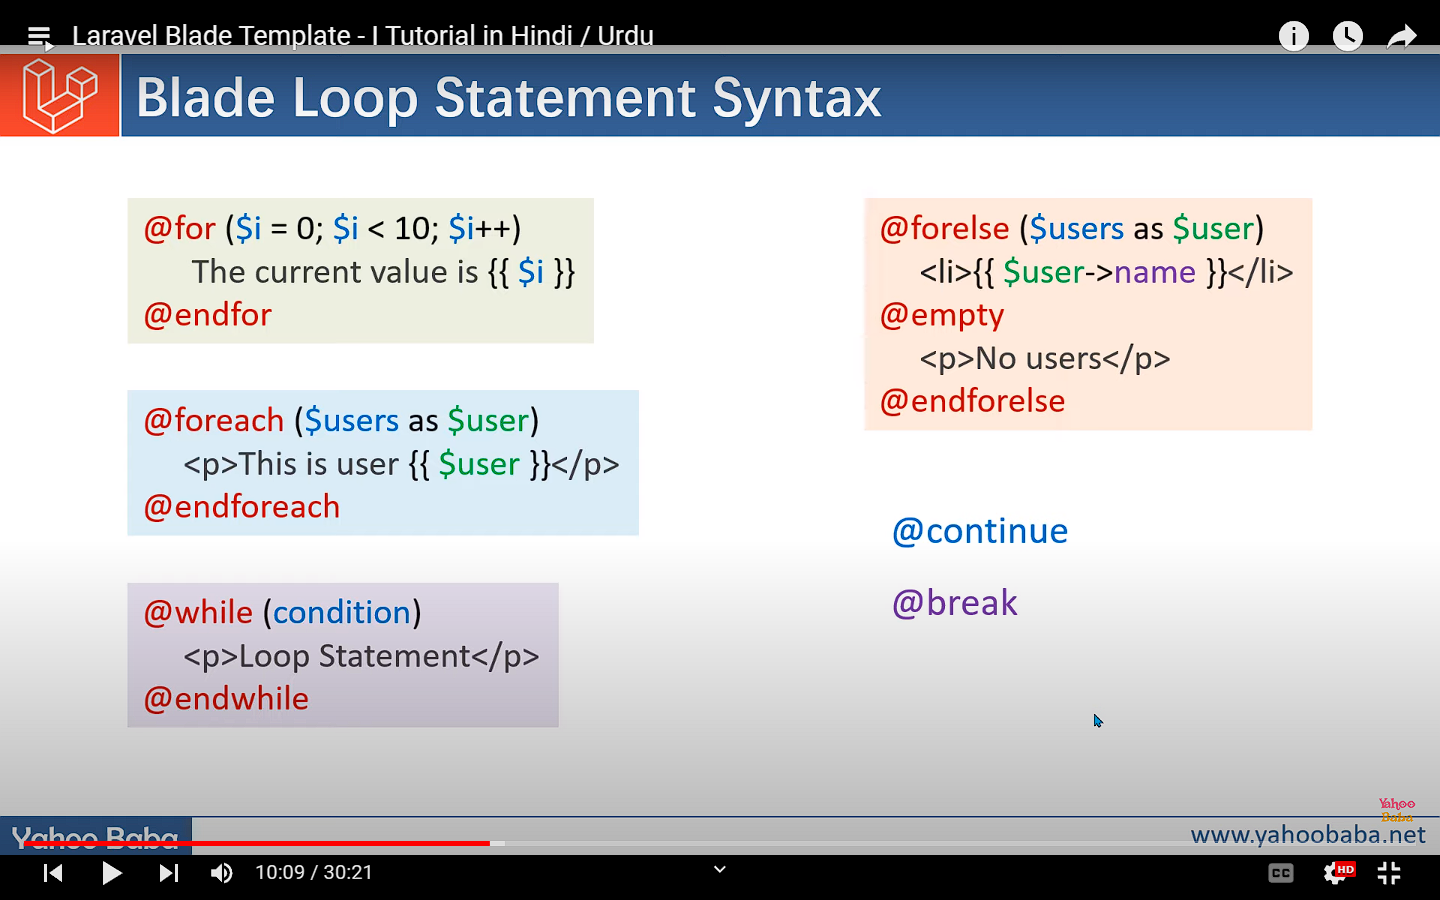 Laravel Blade Template - I Tutorial in Hindi / Urdu
Blade Loop Statement Syntax
@for ($i = 0; $i < 10; $i++)
The current value is {{ $i }}
@endfor
@foreach ($users as $user)
<p>This is user {{ $user }}</p>
@endforeach
@while (condition)
<p>Loop Statement</p>
@endwhile
@forelse ($users as $user)
<li>{{ $user->name }}</li>
@empty
<p>No users</p>
@endforelse
@continue
@break
Yahoo
Baba
Yahoo Baba
www.yahoobaba.net
10:09 / 30:21
CC
HD